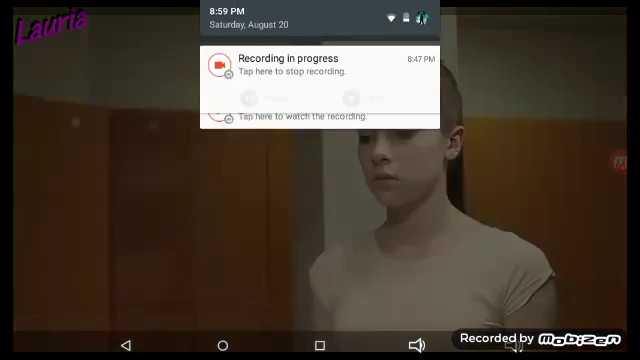 Lauria
8:59 PM
Saturday, August 20
Recording in progress
8:47 PM
Tap here to stop recording.
Tap here to watch the recording.
Recorded by Mobizen